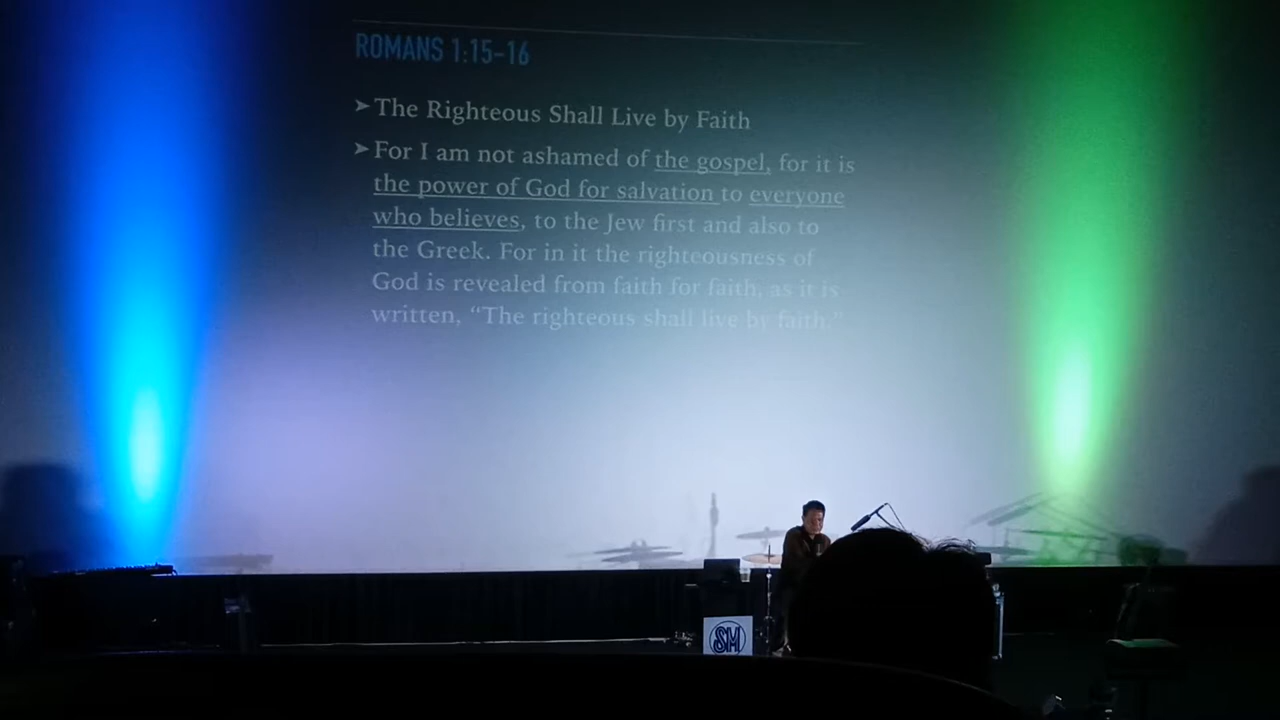 ROMANS 1:15-16
➤ The Righteous Shall Live by Faith
➤ For I am not ashamed of the gospel, for it is
the power of God for salvation to everyone
who believes, to the Jew first and also to
the Greek. For in it the righteousness of
God is revealed from faith for faith, as it is
written, “The righteous shall live by faith.”
SM